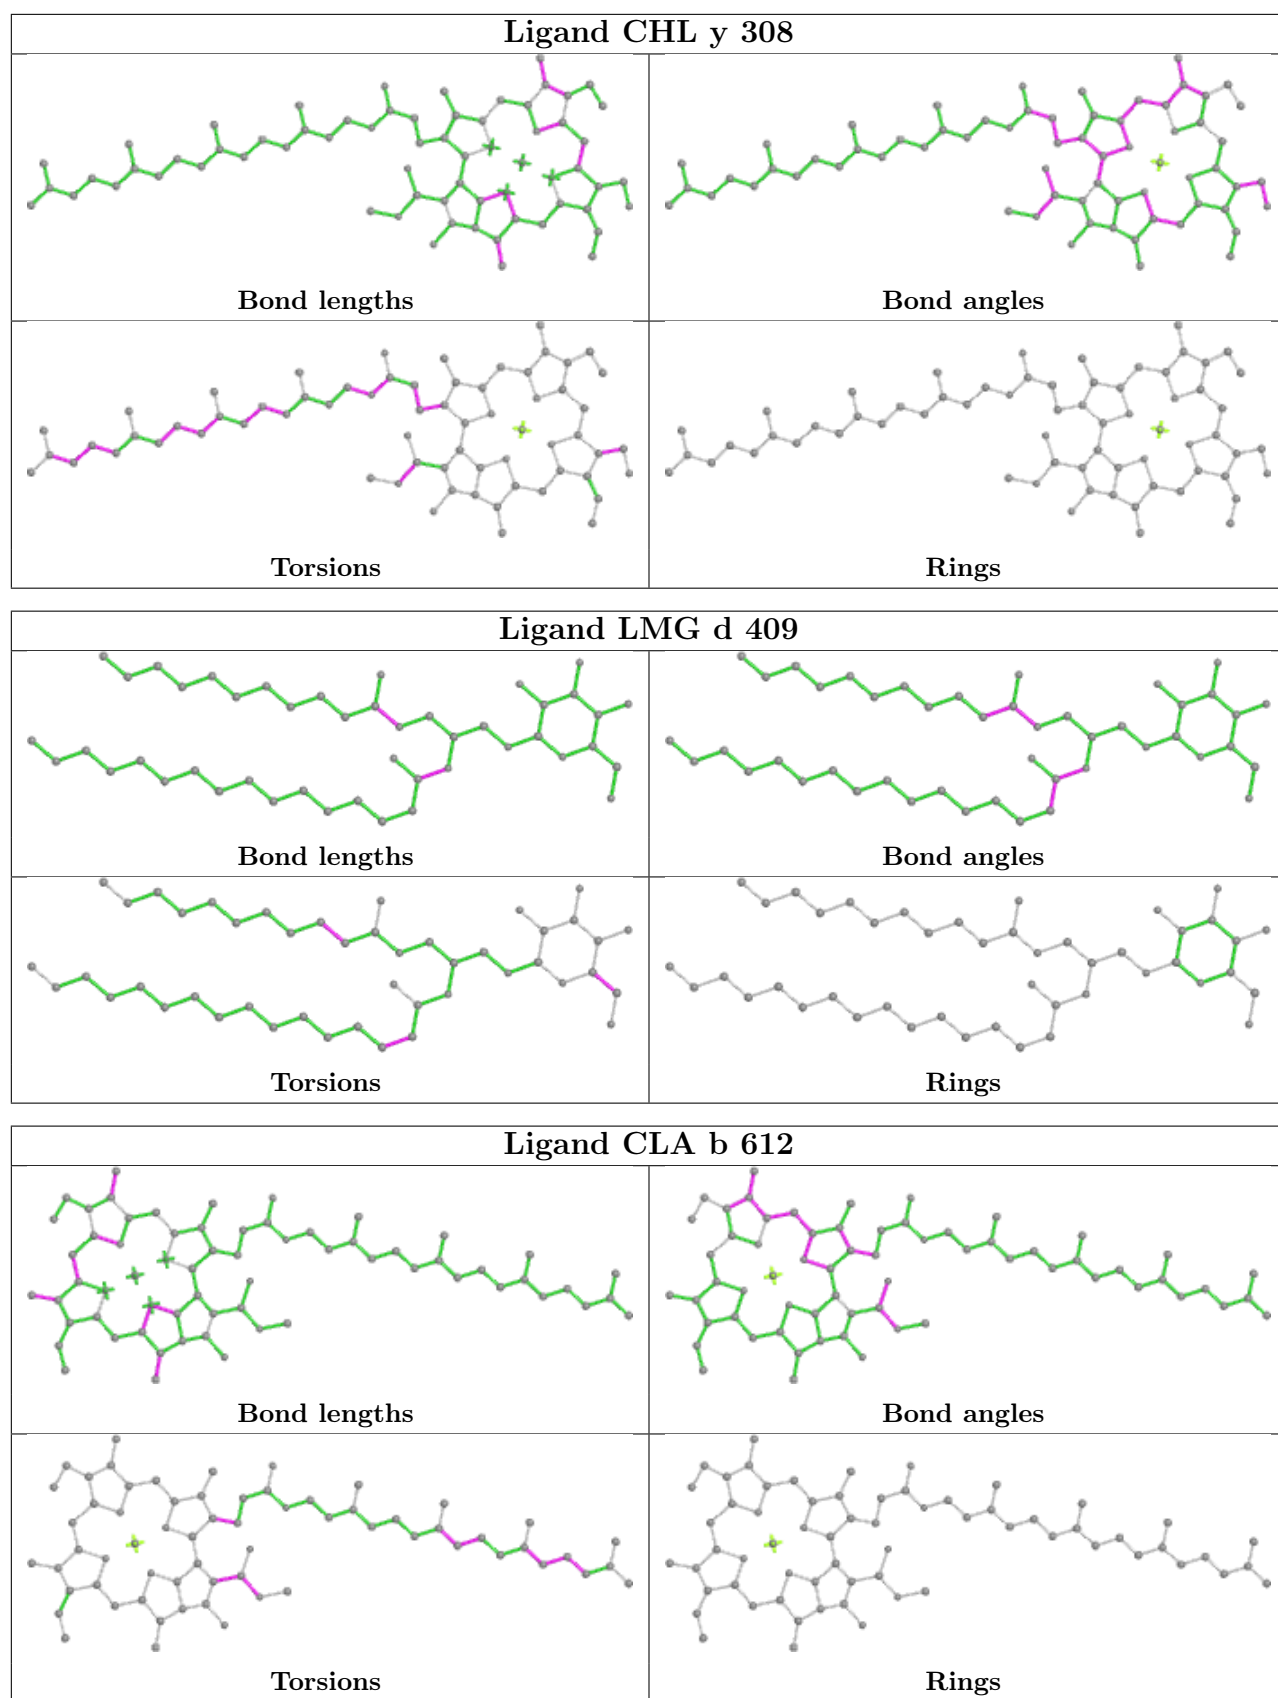 Ligand CHL y 308
Bond lengths
Bond angles
Torsions
Rings
Ligand LMG d 409
Bond lengths
Bond angles
Torsions
Rings
Ligand CLA b 612
Bond lengths
Bond angles
Torsions
Rings